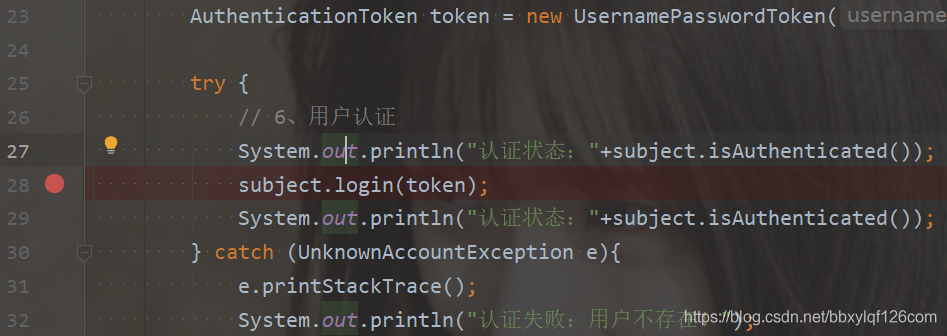 23 AuthenticationToken token = new UsernamePasswordToken( username
24
25 try {
26 // 6、用户认证
27 System.out.println("认证状态："+subject.isAuthenticated());
28 subject.login(token);
29 System.out.println("认证状态："+subject.isAuthenticated());
30 } catch (UnknownAccountException e){
31 e.printStackTrace();
32 System.out.println("认证失败：用户不存在
https://blog.csdn.net/bbxylqf126com